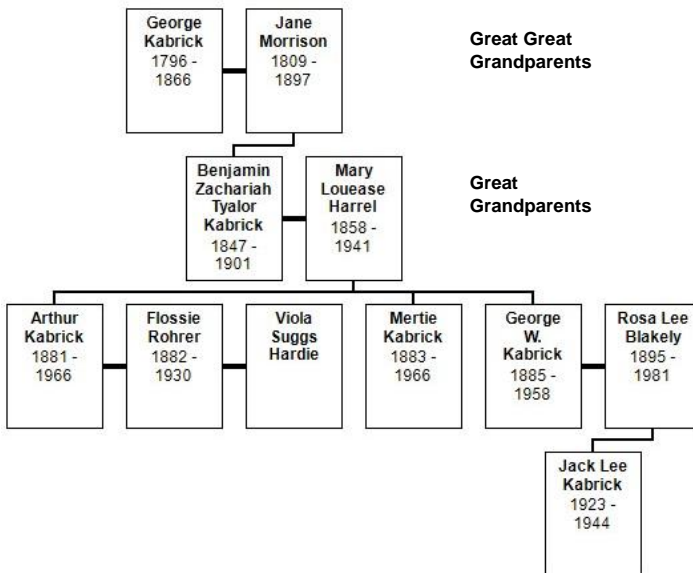 George
Kabrick
1796 -
1866
Jane
Morrison
1809 -
1897
Great Great
Grandparents
Benjamin
Zachariah
Tyalor
Kabrick
1847 -
1901
Mary
Louease
Harrel
1858 -
1941
Great
Grandparents
Arthur
Kabrick
1881 -
1966
Flossie
Rohrer
1882 -
1930
Viola
Suggs
Hardie
Mertie
Kabrick
1883 -
1966
George
W.
Kabrick
1885 -
1958
Rosa Lee
Blakely
1895 -
1981
Jack Lee
Kabrick
1923 -
1944